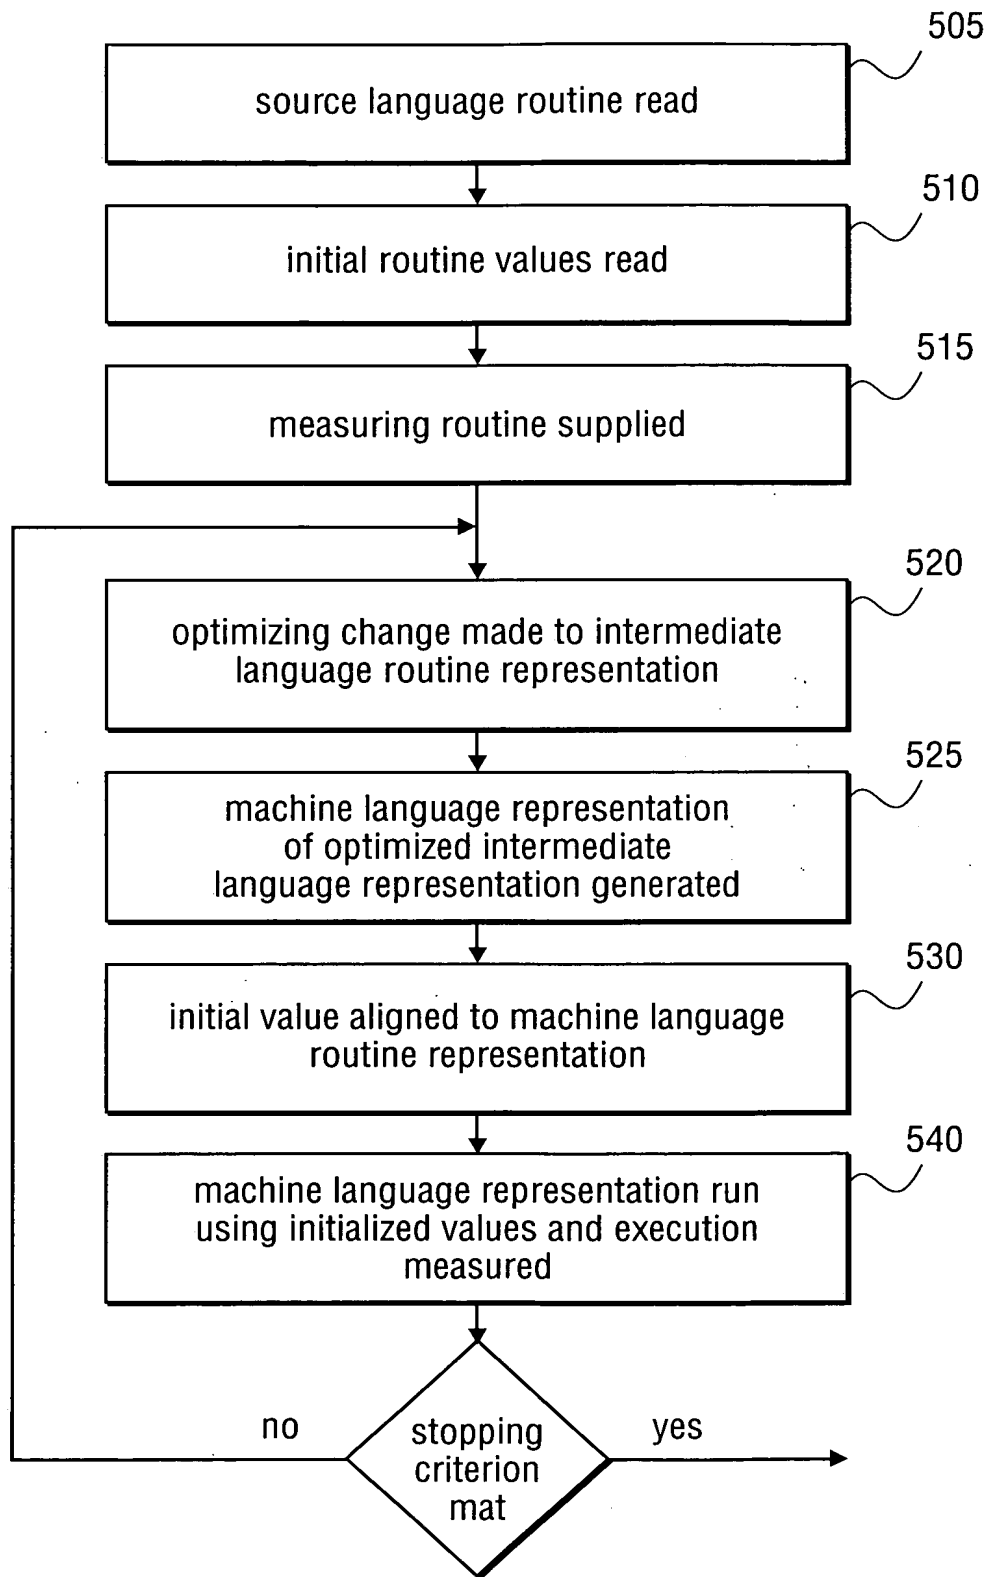 505
source language routine read
510
initial routine values read
515
measuring routine supplied
520
optimizing change made to intermediate
language routine representation
525
machine language representation
of optimized intermediate
language representation generated
530
initial value aligned to machine language
routine representation
540
machine language representation run
using initialized values and execution
measured
no
yes
stopping
criterion
mat